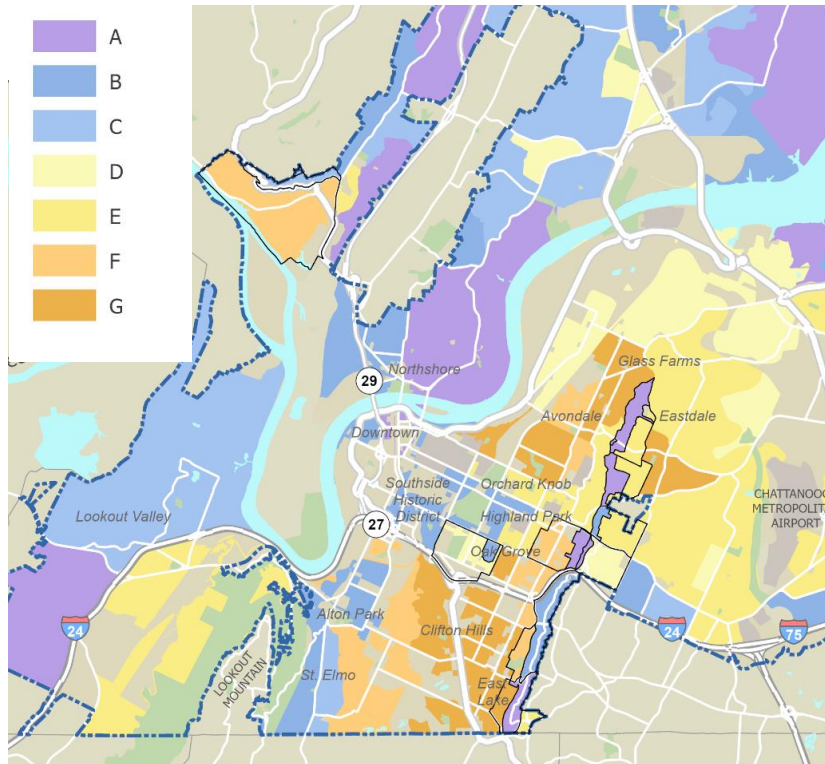 A
B
C
D
E
F
G
Glass Farms
Northshore
29
Avondale
Eastdale
Downtown
Orchard Knob
Southside
Historic
District
CHATTANOOG
METROPOLITA
AIRPORT
Highland Park
Lookout Valley
27
Oak Grove
Alton Park
Clifton Hills
24
24
75
St. Elmo
LOOKOUT
MOUNTAIN
East
Lake